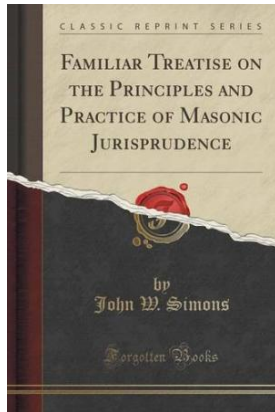 CLASSIC REPRINT SERIES
FAMILIAR TREATISE ON
THE PRINCIPLES AND
PRACTICE OF MASONIC
JURISPRUDENCE
by
John W. Simons
Forgotten Books